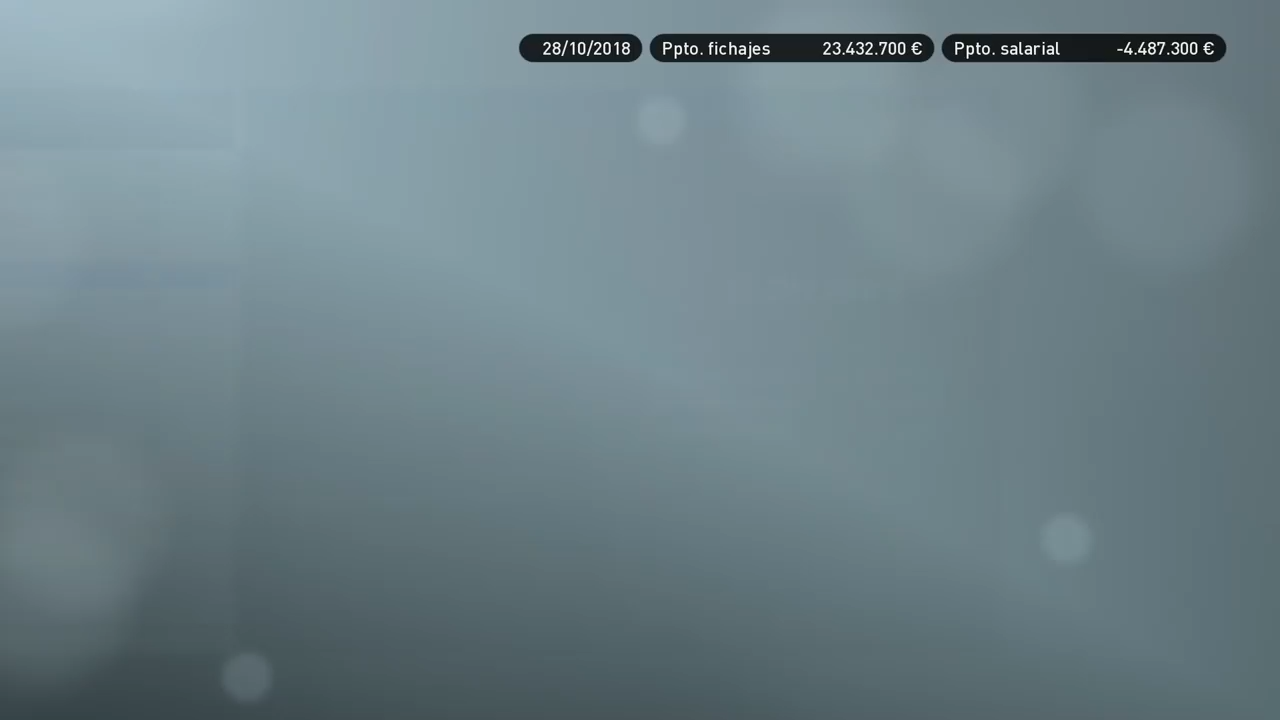 28/10/2018 Ppto. fichajes 23.432.700 € Ppto. salarial -4.487.300 €